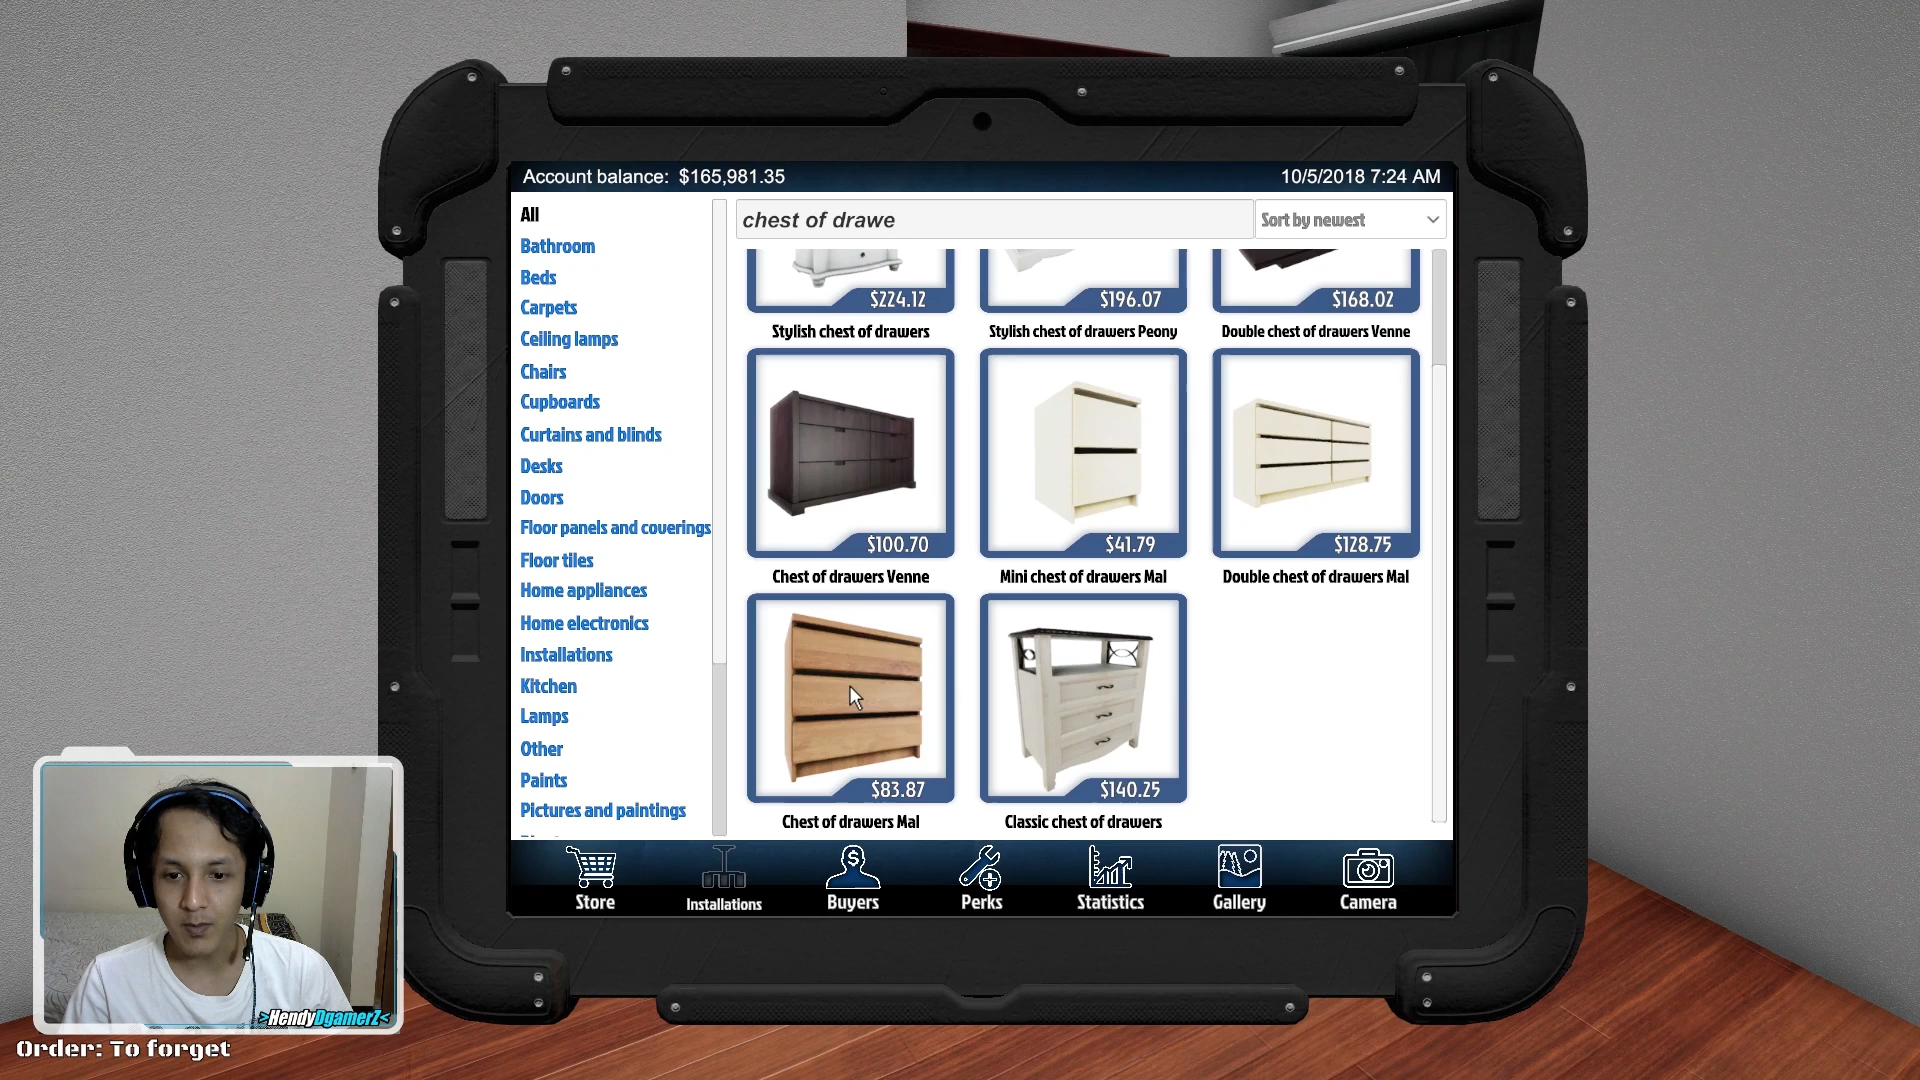 Account balance: $165,981.35
10/5/2018 7:24 AM
All
Bathroom
Beds
Carpets
Ceiling lamps
Chairs
Cupboards
Curtains and blinds
Desks
Doors
Floor panels and coverings
Floor tiles
Home appliances
Home electronics
Installations
Kitchen
Lamps
Other
Paints
Pictures and paintings
chest of drawe
Sort by newest
$224.12
$196.07
$168.02
Stylish chest of drawers
Stylish chest of drawers Peony
Double chest of drawers Venne
$100.70
$41.79
$128.75
Chest of drawers Venne
Mini chest of drawers Mal
Double chest of drawers Mal
$83.87
$140.25
Chest of drawers Mal
Classic chest of drawers
Store
Installations
Buyers
Perks
Statistics
Gallery
Camera
>HendyDgamerZ<
Order: To forget